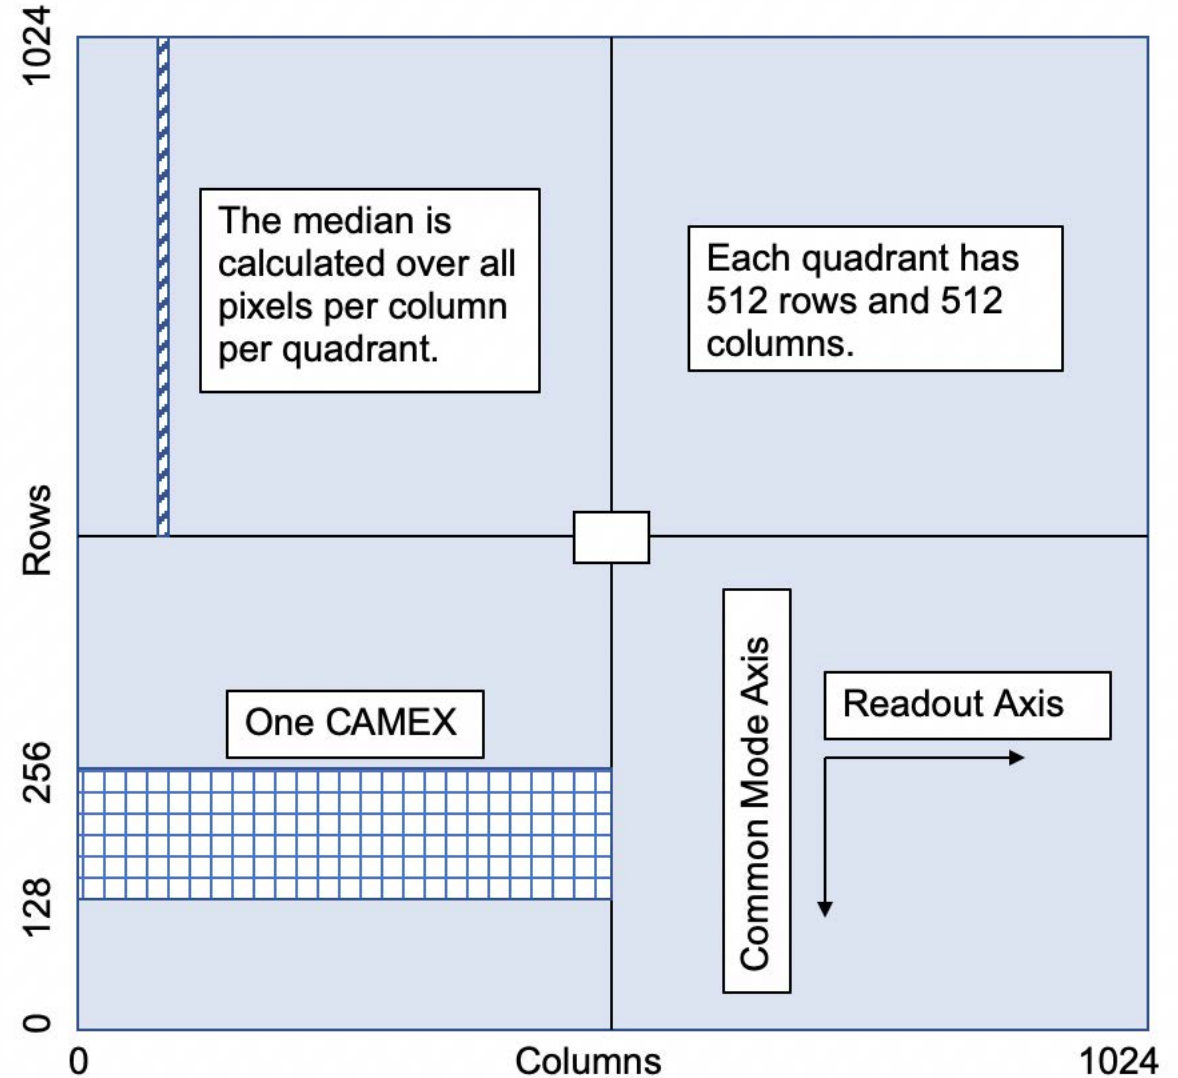 1024
The median is
calculated over all
pixels per column
per quadrant.
Each quadrant has
512 rows and 512
columns.
Rows
One CAMEX
Common Mode Axis
Readout Axis
256
128
0
0
Columns
1024